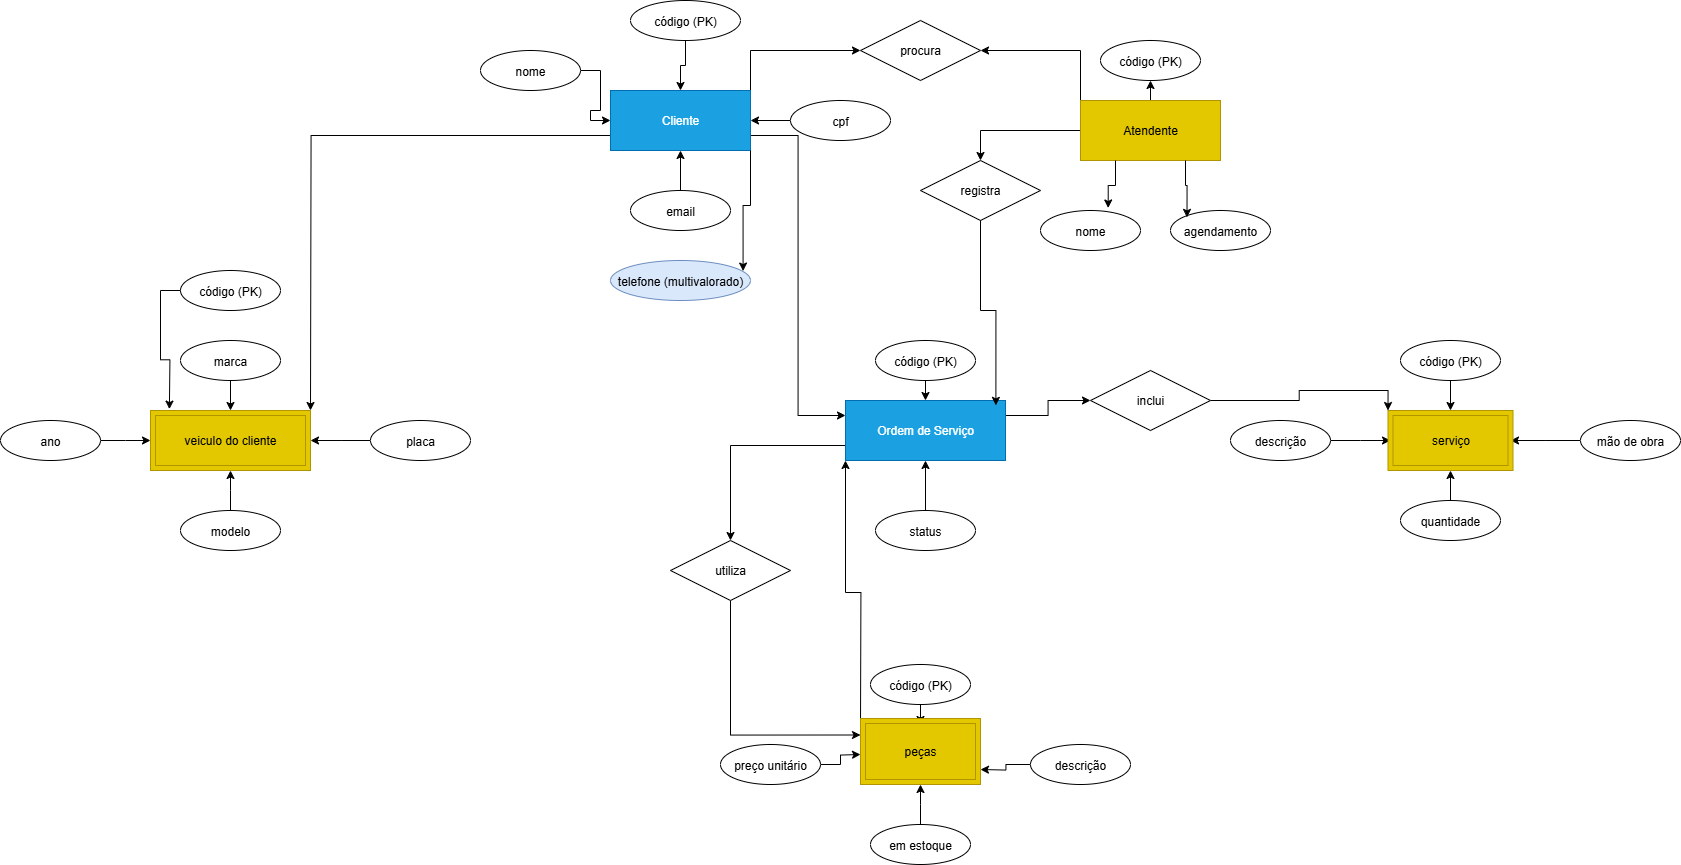 código (PK)
procura
nome
código (PK)
Cliente
cpf
Atendente
registra
email
nome
agendamento
telefone (multivalorado)
código (PK)
marca
código (PK)
código (PK)
inclui
ano
veiculo do cliente
placa
Ordem de Serviço
descrição
serviço
mão de obra
modelo
status
quantidade
utiliza
código (PK)
peças
preço unitário
descrição
em estoque